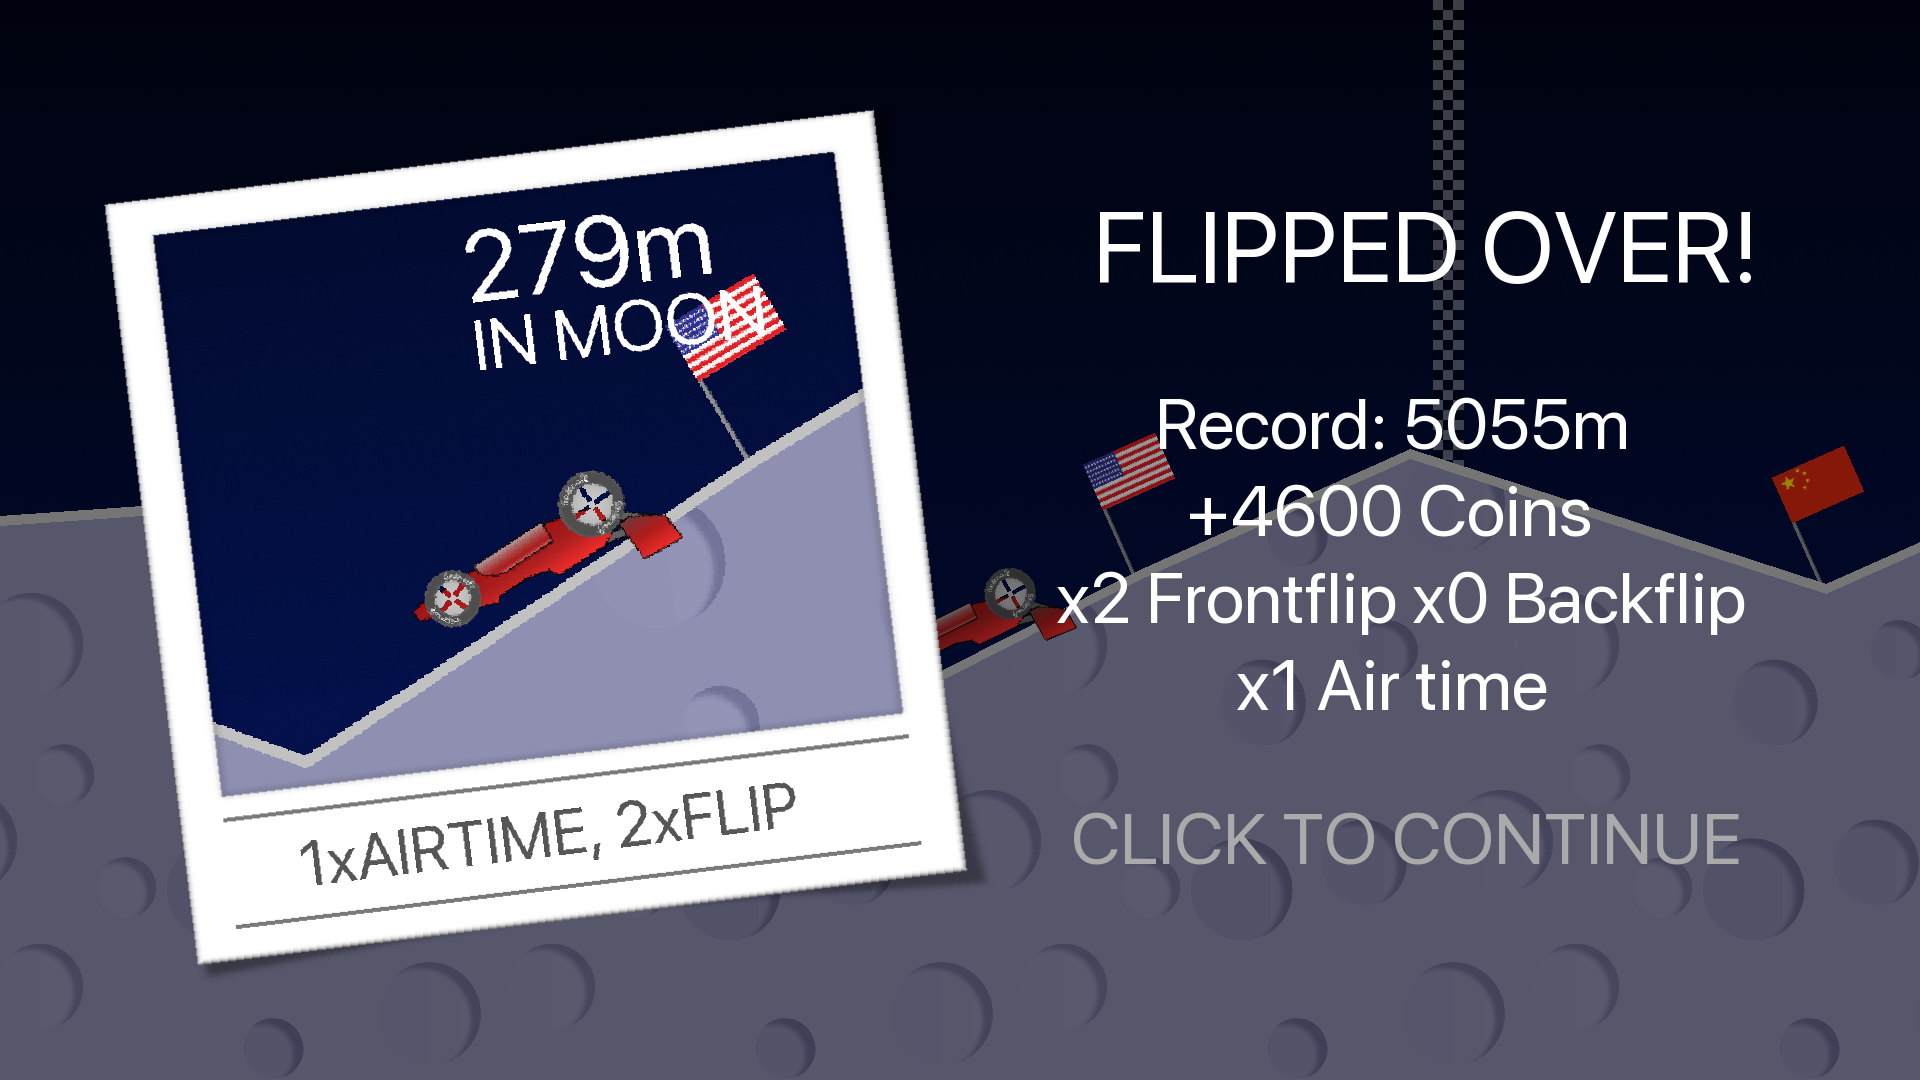 279m
IN MOON
1xAIRTIME, 2xFLIP
FLIPPED OVER!
Record: 5055m
+4600 Coins
x2 Frontflip x0 Backflip
x1 Air time
CLICK TO CONTINUE